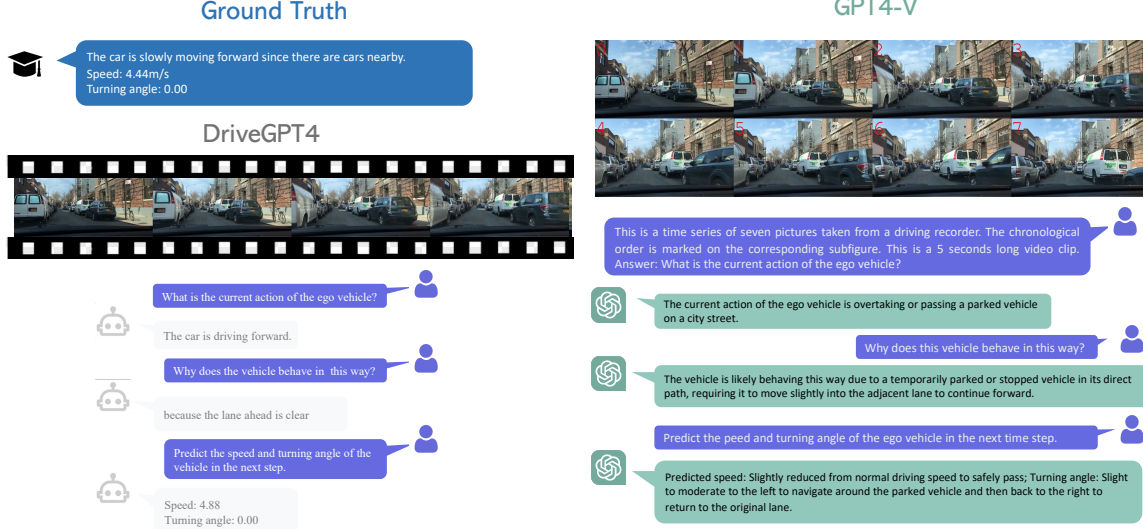 Ground Truth
The car is slowly moving forward since there are cars nearby.
Speed: 4.44m/s
Turning angle: 0.00
DriveGPT4
What is the current action of the ego vehicle?
The car is driving forward.
Why does the vehicle behave in this way?
because the lane ahead is clear
Predict the speed and turning angle of the
vehicle in the next step.
Speed: 4.88
Turning angle: 0.00
GPT4-V
2
3
4
5
6
7
This is a time series of seven pictures taken from a driving recorder. The chronological
order is marked on the corresponding subfigure. This is a 5 seconds long video clip.
Answer: What is the current action of the ego vehicle?
The current action of the ego vehicle is overtaking or passing a parked vehicle
on a city street.
Why does this vehicle behave in this way?
The vehicle is likely behaving this way due to a temporarily parked or stopped vehicle in its direct
path, requiring it to move slightly into the adjacent lane to continue forward.
Predict the peed and turning angle of the ego vehicle in the next time step.
Predicted speed: Slightly reduced from normal driving speed to safely pass; Turning angle: Slight
to moderate to the left to navigate around the parked vehicle and then back to the right to
return to the original lane.